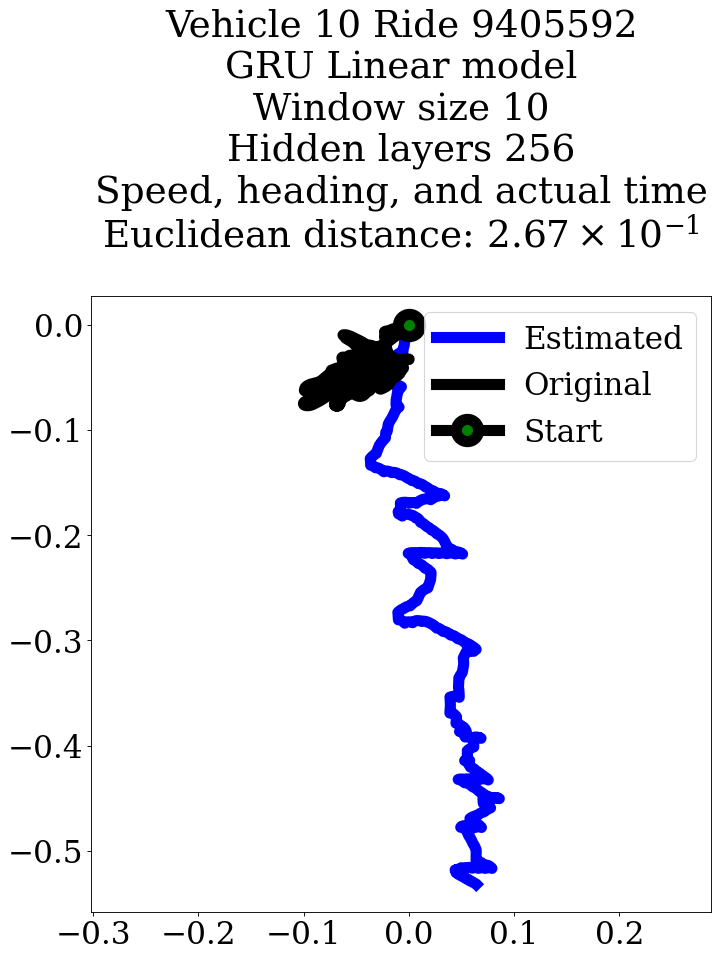 Vehicle 10 Ride 9405592
GRU Linear model
Window size 10
Hidden layers 256
Speed, heading, and actual time
Euclidean distance: 2.67 × 10⁻¹
Estimated
Original
Start
0.0
−0.1
−0.2
−0.3
−0.4
−0.5
−0.3 −0.2 −0.1 0.0 0.1 0.2